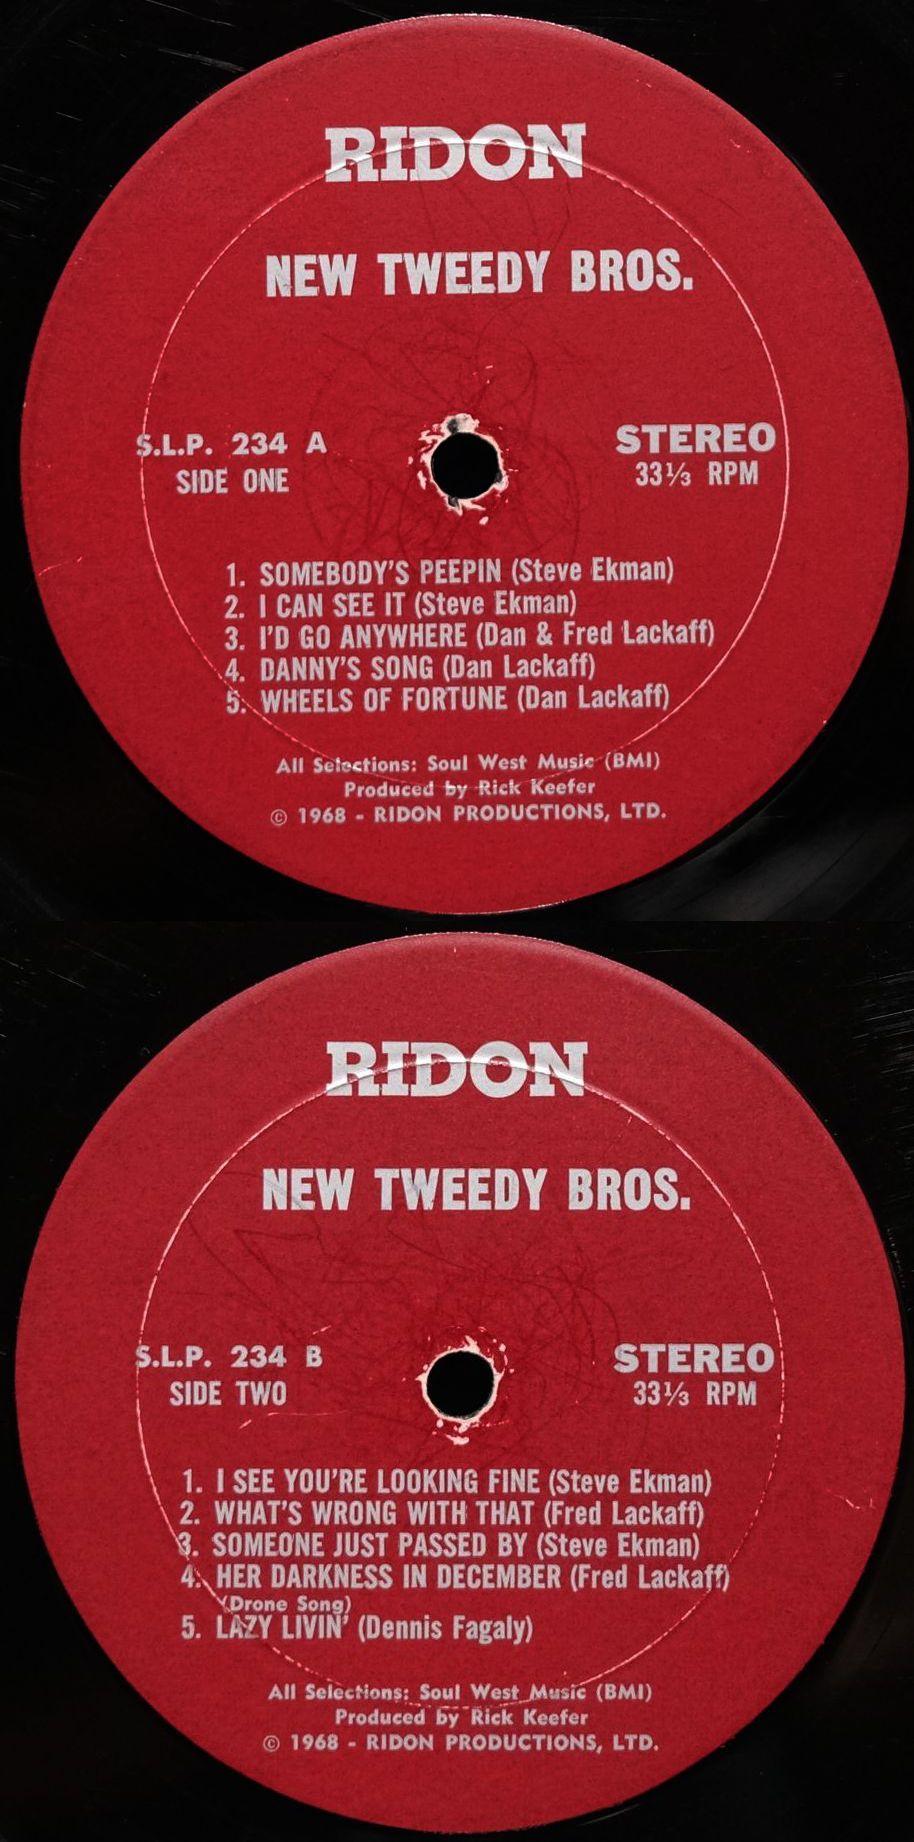 RIDON
NEW TWEEDY BROS.
S.L.P. 234 A
SIDE ONE
STEREO
33⅓ RPM
1. SOMEBODY'S PEEPIN (Steve Ekman)
2. I CAN SEE IT (Steve Ekman)
3. I'D GO ANYWHERE (Dan & Fred Lackaff)
4. DANNY'S SONG (Dan Lackaff)
5. WHEELS OF FORTUNE (Dan Lackaff)
All Selections: Soul West Music (BMI)
Produced by Rick Keefer
© 1968 - RIDON PRODUCTIONS, LTD.
RIDON
NEW TWEEDY BROS.
S.L.P. 234 B
SIDE TWO
STEREO
33⅓ RPM
1. I SEE YOU'RE LOOKING FINE (Steve Ekman)
2. WHAT'S WRONG WITH THAT (Fred Lackaff)
3. SOMEONE JUST PASSED BY (Steve Ekman)
4. HER DARKNESS IN DECEMBER (Fred Lackaff)
(Drone Song)
5. LAZY LIVIN' (Dennis Fagaly)
All Selections: Soul West Music (BMI)
Produced by Rick Keefer
© 1968 - RIDON PRODUCTIONS, LTD.